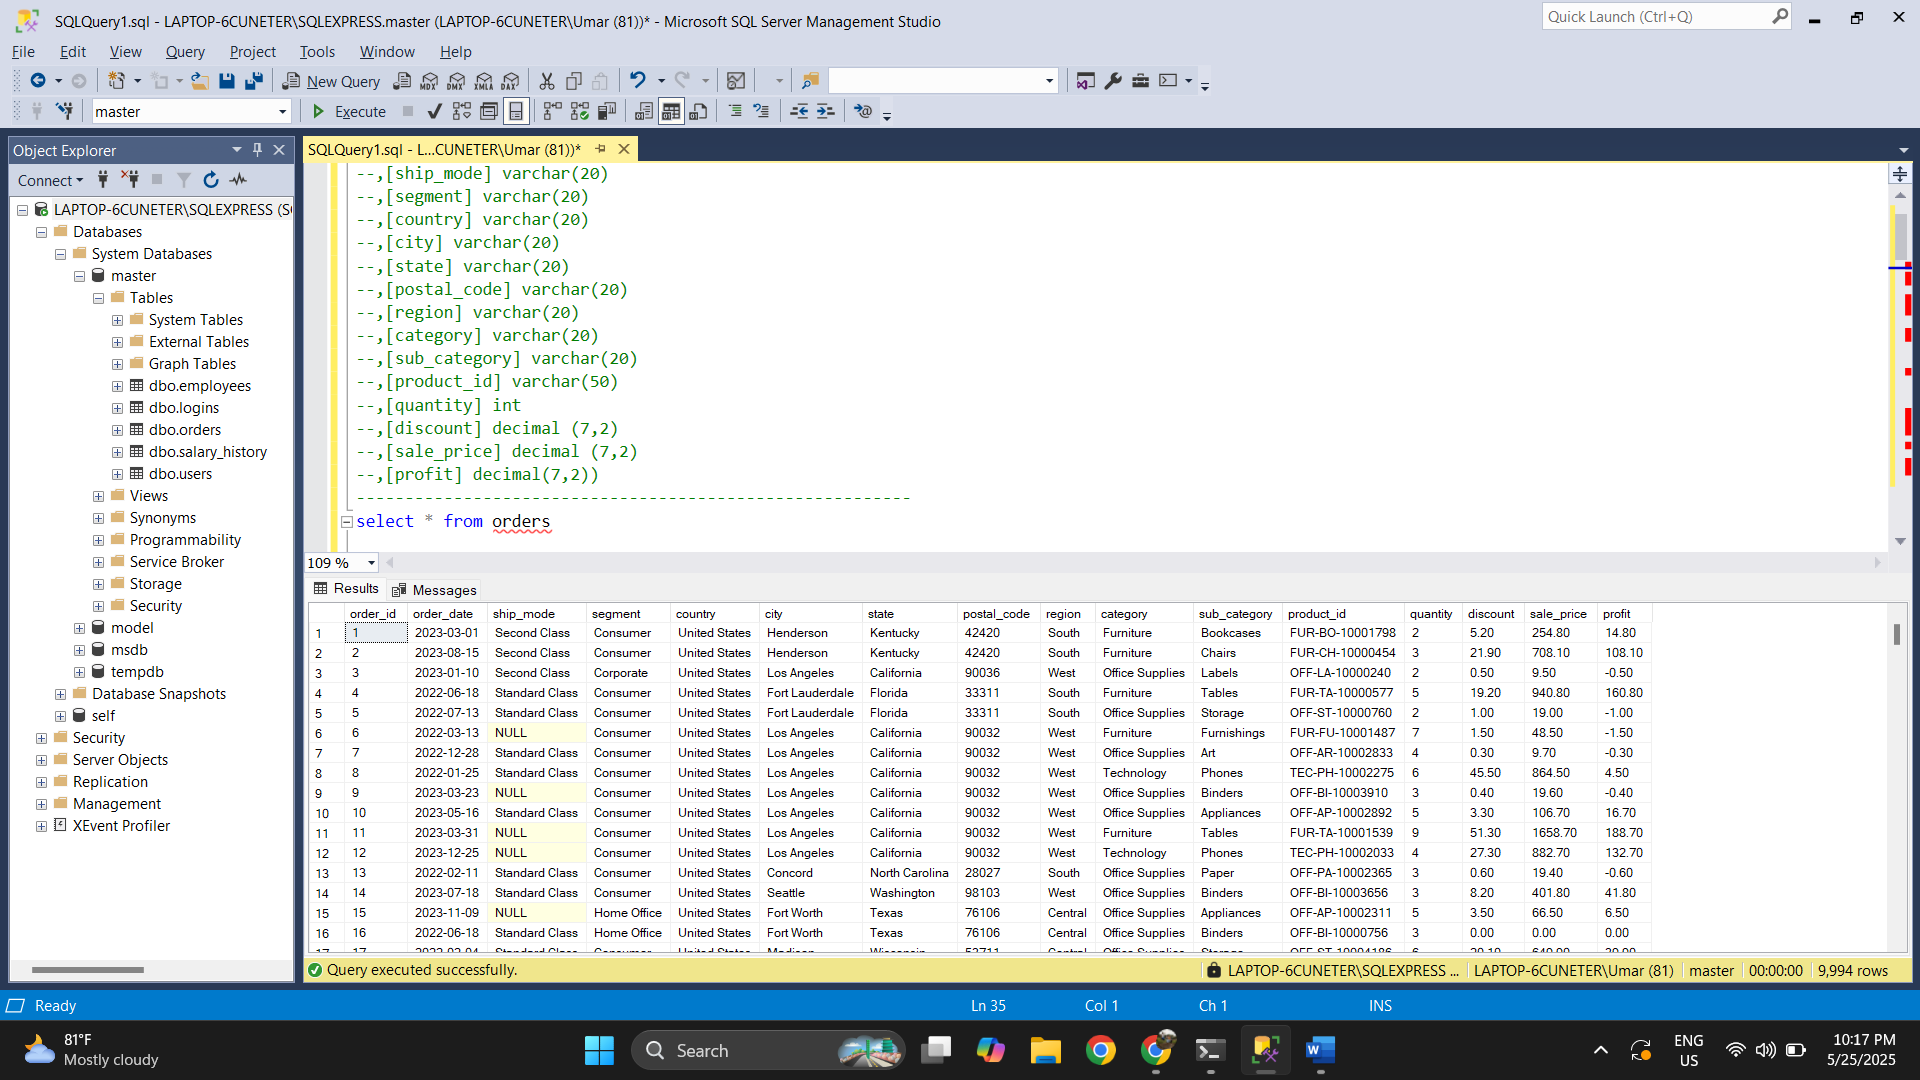 SQLQuery1.sql - LAPTOP-6CUNETER\SQLEXPRESS.master (LAPTOP-6CUNETER\Umar (81))* - Microsoft SQL Server Management Studio
Quick Launch (Ctrl+Q)
File Edit View Query Project Tools Window Help
New Query MDX DMX XMLA DAX
master Execute
Object Explorer
Connect
LAPTOP-6CUNETER\SQLEXPRESS (S
Databases
System Databases
master
Tables
System Tables
External Tables
Graph Tables
dbo.employees
dbo.logins
dbo.orders
dbo.salary_history
dbo.users
Views
Synonyms
Programmability
Service Broker
Storage
Security
model
msdb
tempdb
Database Snapshots
self
Security
Server Objects
Replication
Management
XEvent Profiler
SQLQuery1.sql - L...CUNETER\Umar (81))*
--,[ship_mode] varchar(20)
--,[segment] varchar(20)
--,[country] varchar(20)
--,[city] varchar(20)
--,[state] varchar(20)
--,[postal_code] varchar(20)
--,[region] varchar(20)
--,[category] varchar(20)
--,[sub_category] varchar(20)
--,[product_id] varchar(50)
--,[quantity] int
--,[discount] decimal (7,2)
--,[sale_price] decimal (7,2)
--,[profit] decimal(7,2))
---------------------------------------------------------
select * from orders
109 %
Results Messages
order_id order_date ship_mode segment country city state postal_code region category sub_category product_id quantity discount sale_price profit
1 1 2023-03-01 Second Class Consumer United States Henderson Kentucky 42420 South Furniture Bookcases FUR-BO-10001798 2 5.20 254.80 14.80
2 2 2023-08-15 Second Class Consumer United States Henderson Kentucky 42420 South Furniture Chairs FUR-CH-10000454 3 21.90 708.10 108.10
3 3 2023-01-10 Second Class Corporate United States Los Angeles California 90036 West Office Supplies Labels OFF-LA-10000240 2 0.50 9.50 -0.50
4 4 2022-06-18 Standard Class Consumer United States Fort Lauderdale Florida 33311 South Furniture Tables FUR-TA-10000577 5 19.20 940.80 160.80
5 5 2022-07-13 Standard Class Consumer United States Fort Lauderdale Florida 33311 South Office Supplies Storage OFF-ST-10000760 2 1.00 19.00 -1.00
6 6 2022-03-13 NULL Consumer United States Los Angeles California 90032 West Furniture Furnishings FUR-FU-10001487 7 1.50 48.50 -1.50
7 7 2022-12-28 Standard Class Consumer United States Los Angeles California 90032 West Office Supplies Art OFF-AR-10002833 4 0.30 9.70 -0.30
8 8 2022-01-25 Standard Class Consumer United States Los Angeles California 90032 West Technology Phones TEC-PH-10002275 6 45.50 864.50 4.50
9 9 2023-03-23 NULL Consumer United States Los Angeles California 90032 West Office Supplies Binders OFF-BI-10003910 3 0.40 19.60 -0.40
10 10 2023-05-16 Standard Class Consumer United States Los Angeles California 90032 West Office Supplies Appliances OFF-AP-10002892 5 3.30 106.70 16.70
11 11 2023-03-31 NULL Consumer United States Los Angeles California 90032 West Furniture Tables FUR-TA-10001539 9 51.30 1658.70 188.70
12 12 2023-12-25 NULL Consumer United States Los Angeles California 90032 West Technology Phones TEC-PH-10002033 4 27.30 882.70 132.70
13 13 2022-02-11 Standard Class Consumer United States Concord North Carolina 28027 South Office Supplies Paper OFF-PA-10002365 3 0.60 19.40 -0.60
14 14 2023-07-18 Standard Class Consumer United States Seattle Washington 98103 West Office Supplies Binders OFF-BI-10003656 3 8.20 401.80 41.80
15 15 2023-11-09 NULL Home Office United States Fort Worth Texas 76106 Central Office Supplies Appliances OFF-AP-10002311 5 3.50 66.50 6.50
16 16 2022-06-18 Standard Class Home Office United States Fort Worth Texas 76106 Central Office Supplies Binders OFF-BI-10000756 3 0.00 0.00 0.00
Query executed successfully. LAPTOP-6CUNETER\SQLEXPRESS ... LAPTOP-6CUNETER\Umar (81) master 00:00:00 9,994 rows
Ready Ln 35 Col 1 Ch 1 INS
81°F
Mostly cloudy
Search
ENG
US
10:17 PM
5/25/2025